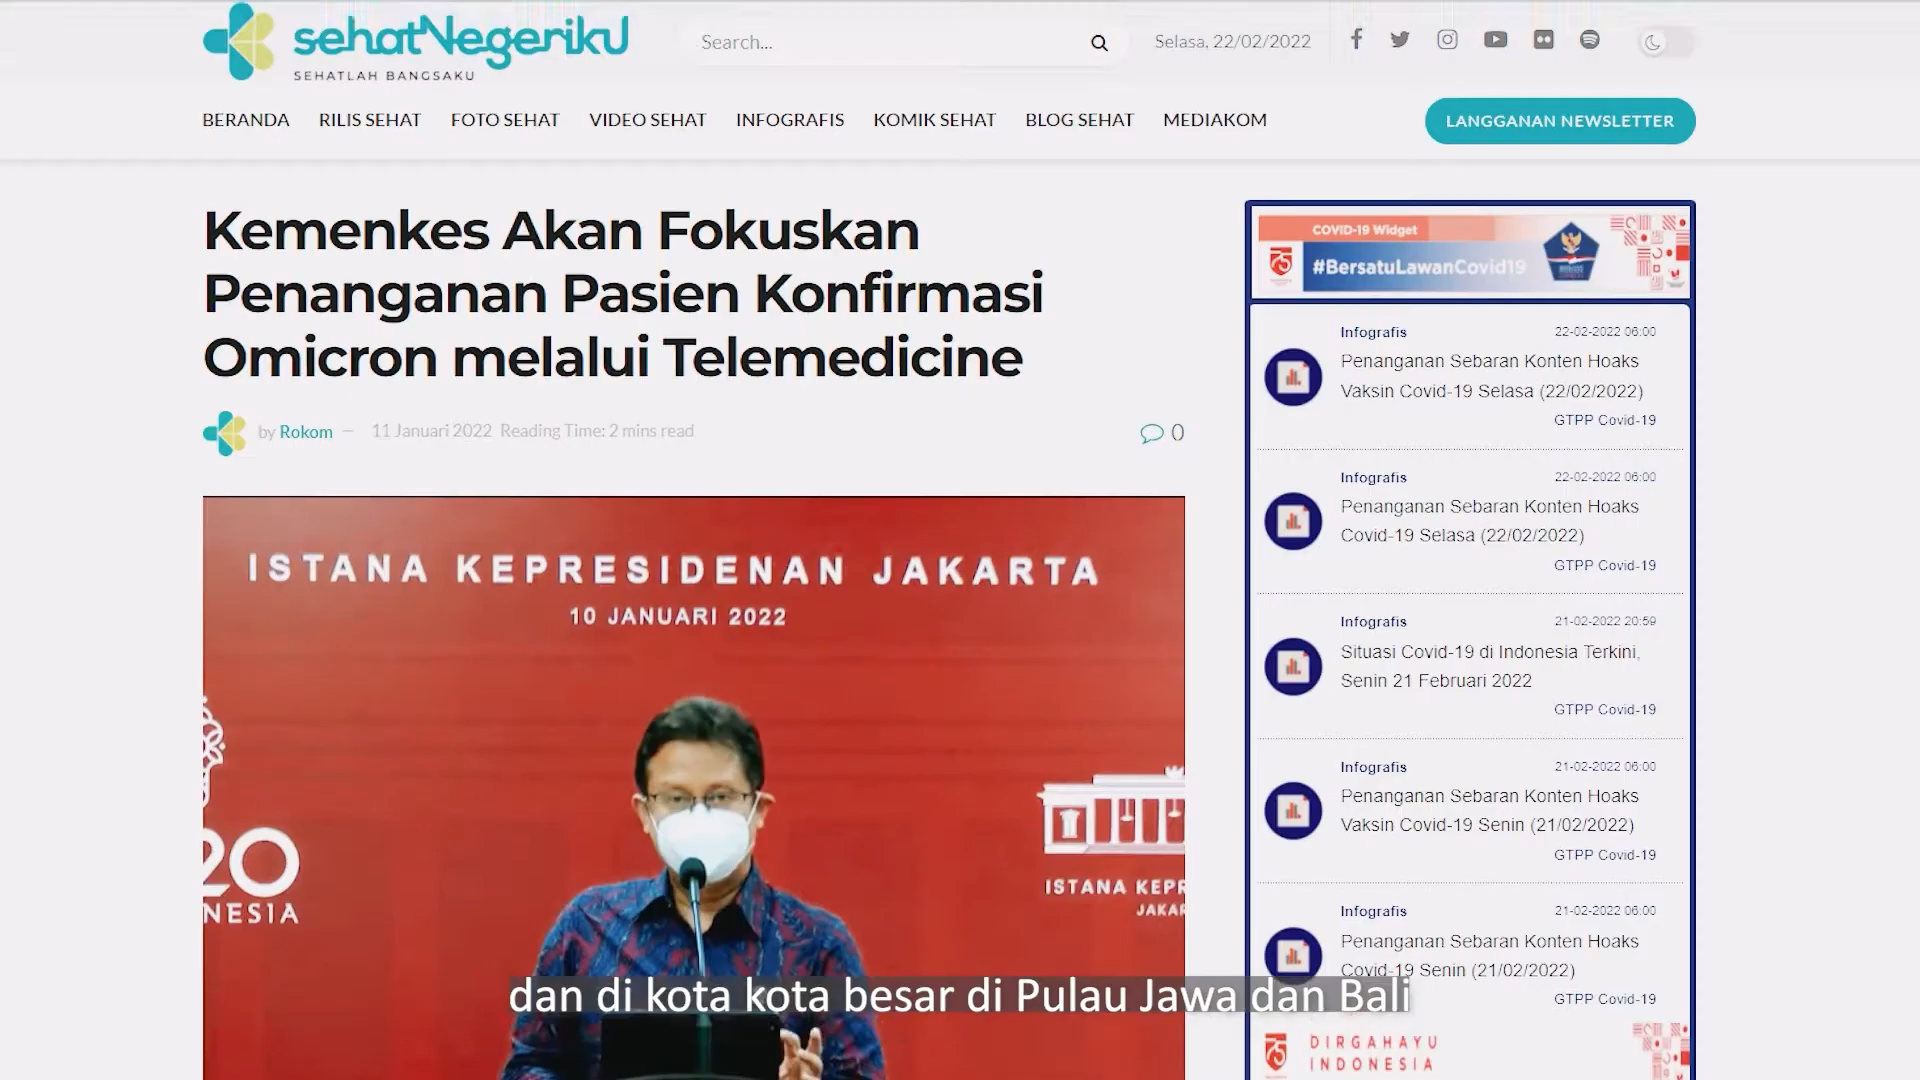 sehatNegeriku
SEHATLAH BANGSAKU
Search...
Selasa, 22/02/2022
BERANDA
RILIS SEHAT
FOTO SEHAT
VIDEO SEHAT
INFOGRAFIS
KOMIK SEHAT
BLOG SEHAT
MEDIAKOM
LANGGANAN NEWSLETTER
Kemenkes Akan Fokuskan
Penanganan Pasien Konfirmasi
Omicron melalui Telemedicine
by Rokom — 11 Januari 2022 Reading Time: 2 mins read
0
ISTANA KEPRESIDENAN JAKARTA
10 JANUARI 2022
20
NESIA
ISTANA KEPR
JAKAR
COVID-19 Widget
75
#BersatuLawanCovid19
Infografis
22-02-2022 06:00
Penanganan Sebaran Konten Hoaks
Vaksin Covid-19 Selasa (22/02/2022)
GTPP Covid-19
Infografis
22-02-2022 06:00
Penanganan Sebaran Konten Hoaks
Covid-19 Selasa (22/02/2022)
GTPP Covid-19
Infografis
21-02-2022 20:59
Situasi Covid-19 di Indonesia Terkini,
Senin 21 Februari 2022
GTPP Covid-19
Infografis
21-02-2022 06:00
Penanganan Sebaran Konten Hoaks
Vaksin Covid-19 Senin (21/02/2022)
GTPP Covid-19
Infografis
21-02-2022 06:00
Penanganan Sebaran Konten Hoaks
Covid-19 Senin (21/02/2022)
GTPP Covid-19
75
DIRGAHAYU
INDONESIA
dan di kota kota besar di Pulau Jawa dan Bali